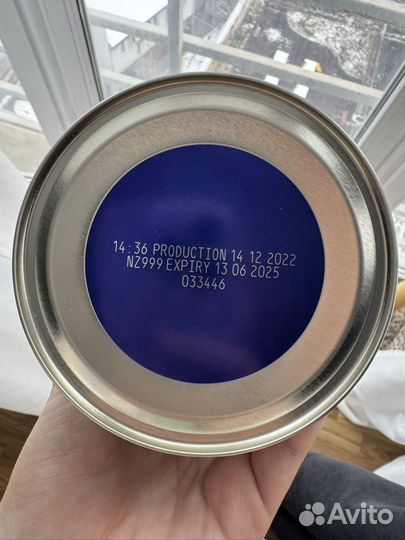 14:36 PRODUCTION 14 12 2022
NZ999 EXPIRY 13 06 2025
033446
Avito